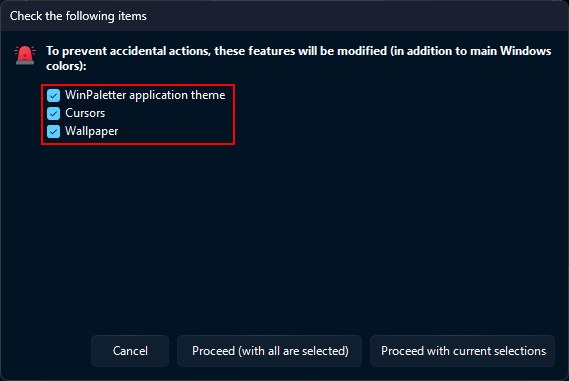 Check the following items
To prevent accidental actions, these features will be modified (in addition to main Windows
colors):
WinPaletter application theme
Cursors
Wallpaper
Cancel
Proceed (with all are selected)
Proceed with current selections